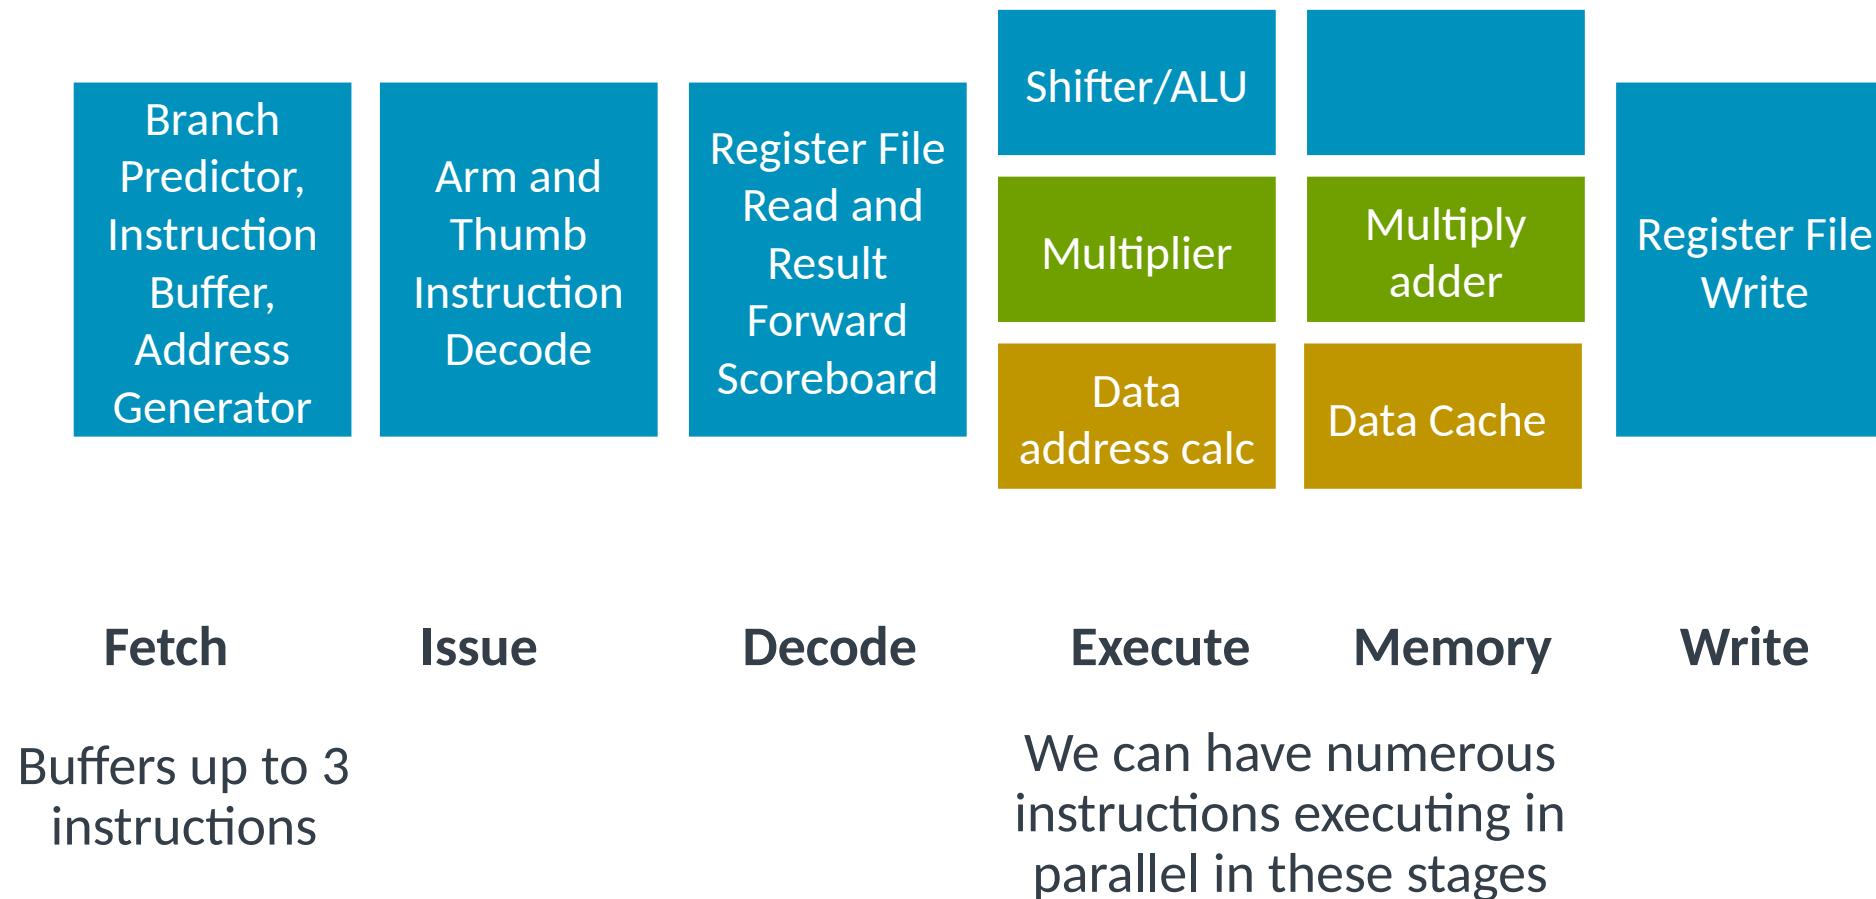 Branch
Predictor,
Instruction
Buffer,
Address
Generator
Arm and
Thumb
Instruction
Decode
Register File
Read and
Result
Forward
Scoreboard
Shifter/ALU
Multiplier
Multiply
adder
Data
address calc
Data Cache
Register File
Write
Fetch
Issue
Decode
Execute
Memory
Write
Buffers up to 3
instructions
We can have numerous
instructions executing in
parallel in these stages